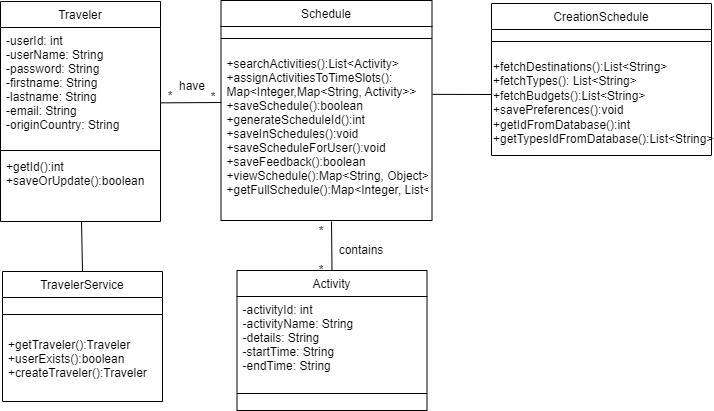 Traveler
-userId: int
-userName: String
-password: String
-firstname: String
-lastname: String
-email: String
-originCountry: String
+getId():int
+saveOrUpdate():boolean
have
*
*
Schedule
+searchActivities():List<Activity>
+assignActivitiesToTimeSlots():
Map<Integer,Map<String, Activity>>
+saveSchedule():boolean
+generateScheduleId():int
+saveInSchedules():void
+saveScheduleForUser():void
+saveFeedback():boolean
+viewSchedule():Map<String, Object>
+getFullSchedule():Map<Integer, List<
CreationSchedule
+fetchDestinations():List<String>
+fetchTypes(): List<String>
+fetchBudgets():List<String>
+savePreferences():void
+getIdFromDatabase():int
+getTypesIdFromDatabase():List<String>
*
contains
*
TravelerService
+getTraveler():Traveler
+userExists():boolean
+createTraveler():Traveler
Activity
-activityId: int
-activityName: String
-details: String
-startTime: String
-endTime: String